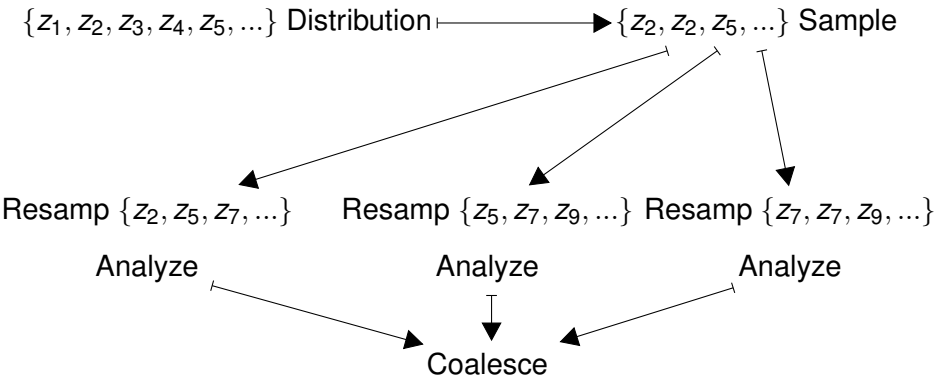 {z₁, z₂, z₃, z₄, z₅, ...} Distribution {z₂, z₂, z₅, ...} Sample
Resamp {z₂, z₅, z₇, ...} Resamp {z₅, z₇, z₉, ...} Resamp {z₇, z₇, z₉, ...}
Analyze Analyze Analyze
Coalesce